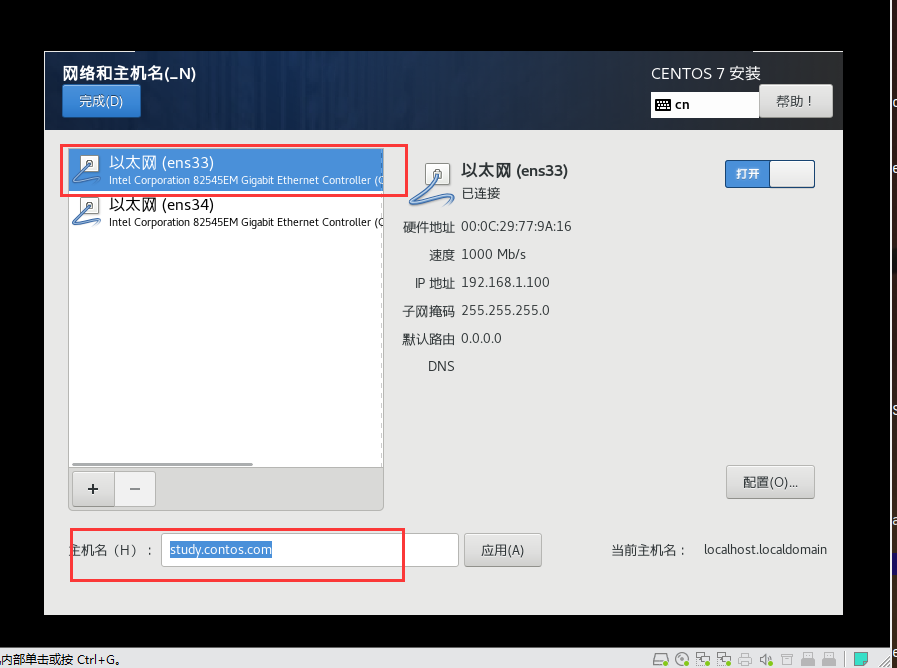 网络和主机名(_N)
CENTOS 7 安装
完成(D)
cn
帮助！
以太网 (ens33)
Intel Corporation 82545EM Gigabit Ethernet Controller (C
以太网 (ens34)
Intel Corporation 82545EM Gigabit Ethernet Controller (C
以太网 (ens33)
已连接
打开
硬件地址 00:0C:29:77:9A:16
速度 1000 Mb/s
IP 地址 192.168.1.100
子网掩码 255.255.255.0
默认路由 0.0.0.0
DNS
+ −
配置(O)...
主机名（H）： study.contos.com
应用(A)
当前主机名： localhost.localdomain
内部单击或按 Ctrl+G。